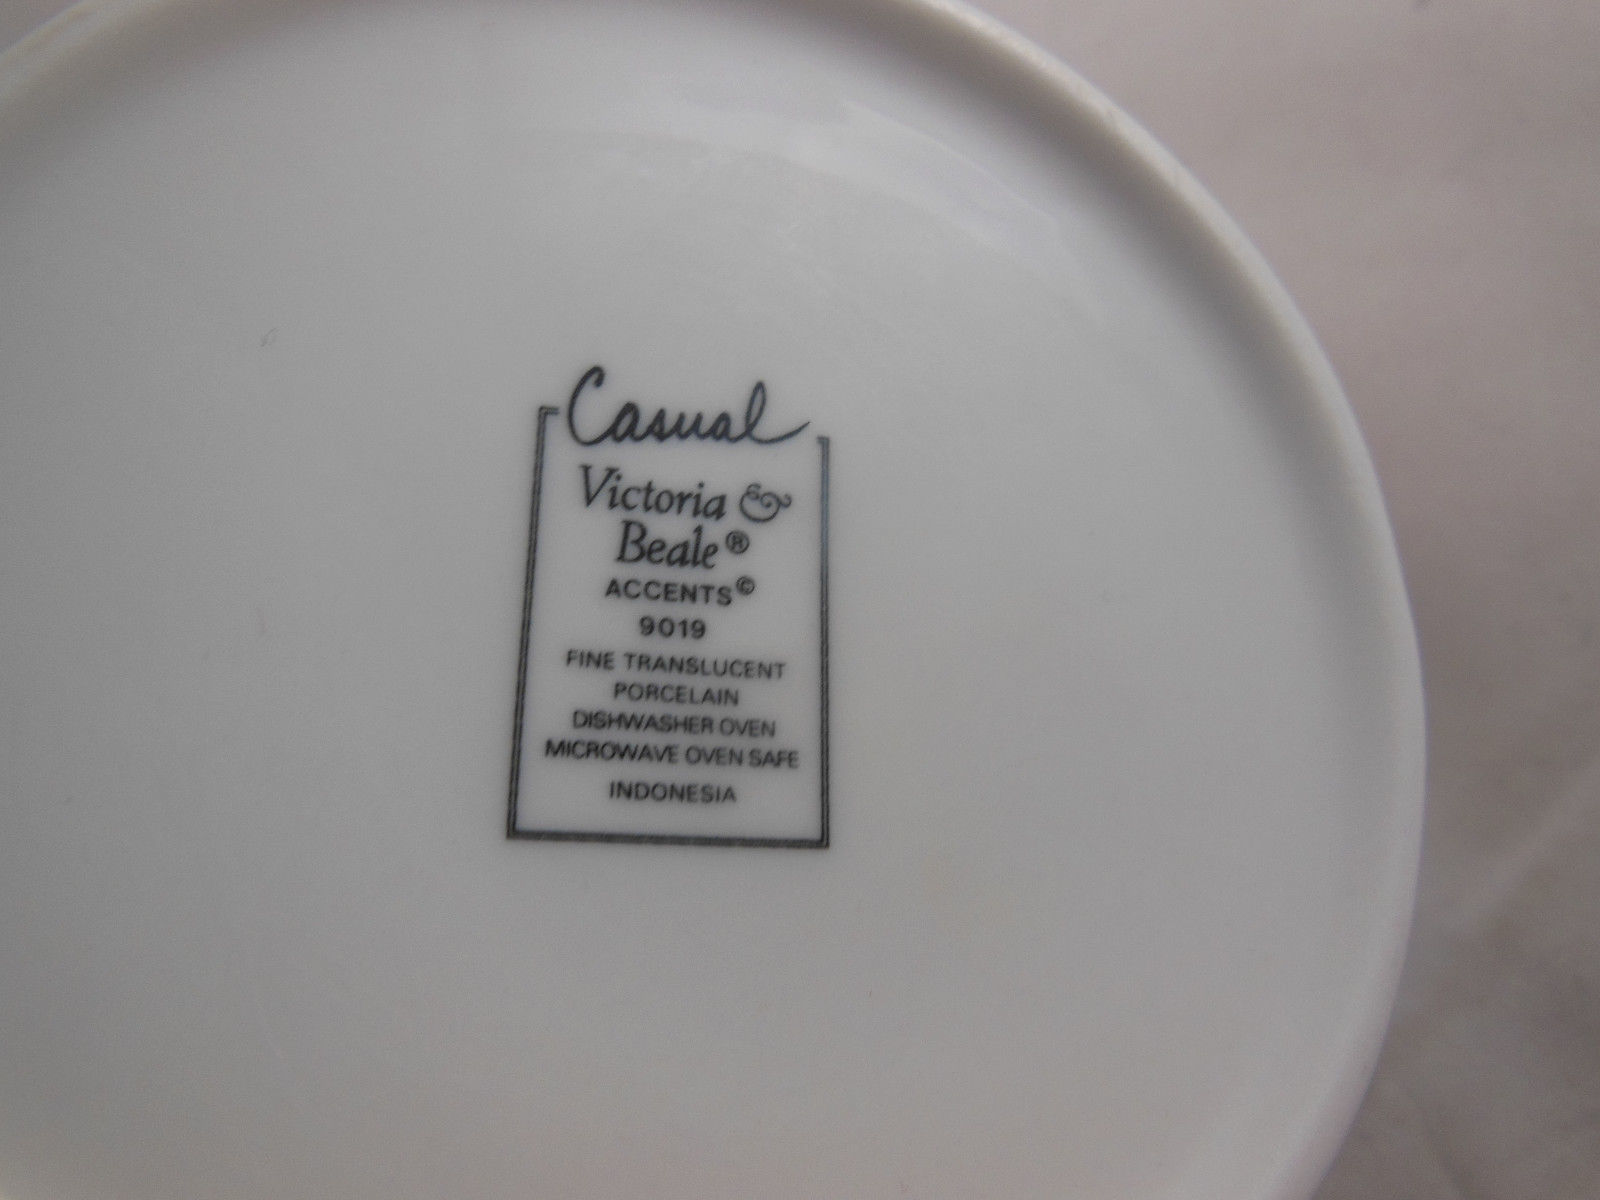 Casual
Victoria &
Beale®
ACCENTS©
9019
FINE TRANSLUCENT
PORCELAIN
DISHWASHER OVEN
MICROWAVE OVEN SAFE
INDONESIA